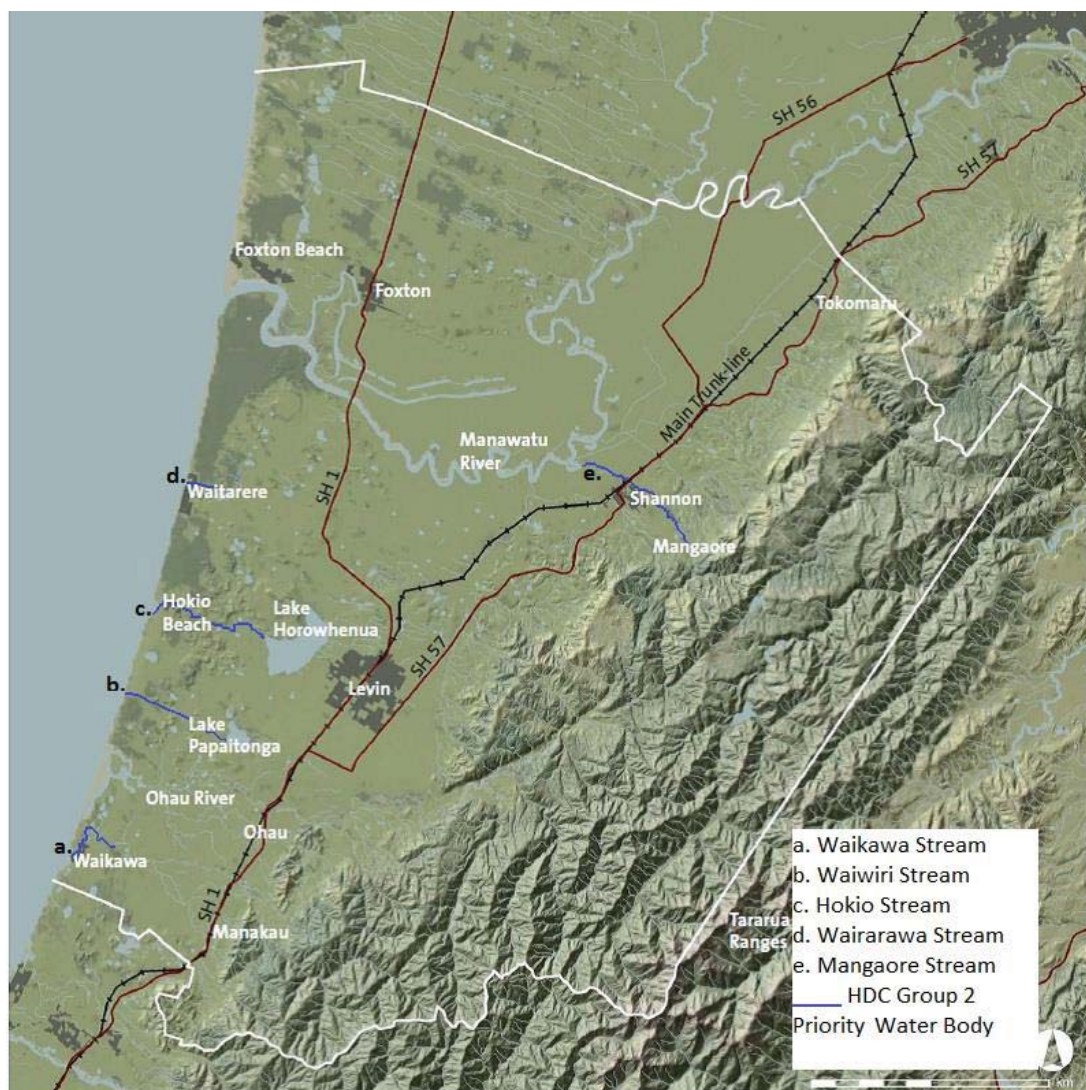 SH 56
SH 57
Foxton Beach
Foxton
Tokomaru
Main Trunk-line
Manawatu
River
SH 1
d.
Waitarere
e.
Shannon
Mangaore
c.
Hokio
Beach
Lake
Horowhenua
SH 57
b.
Levin
Lake
Papaitonga
Ohau River
Ohau
a.
Waikawa
SH 1
Manakau
Tararua
Ranges
a. Waikawa Stream
b. Waiwiri Stream
c. Hokio Stream
d. Wairarawa Stream
e. Mangaore Stream
HDC Group 2
Priority Water Body